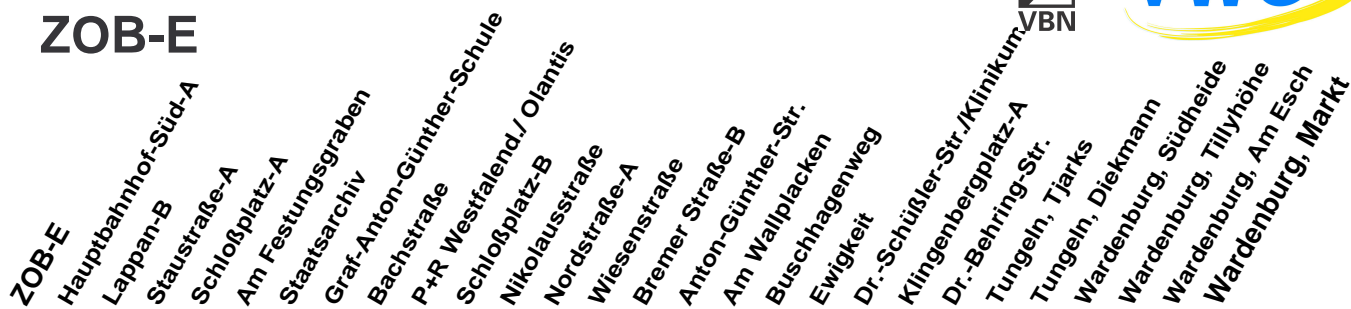 ZOB-E
VBN
VWG
ZOB-E
Hauptbahnhof-Süd-A
Lappan-B
Staustraße-A
Schloßplatz-A
Am Festungsgraben
Staatsarchiv
Graf-Anton-Günther-Schule
Bachstraße
P+R Westfalend./ Olantis
Schloßplatz-B
Nikolausstraße
Nordstraße-A
Wiesenstraße
Bremer Straße-B
Anton-Günther-Str.
Am Wallplacken
Buschhagenweg
Ewigkeit
Dr.-Schüßler-Str./Klinikum
Klingenbergplatz-A
Dr.-Behring-Str.
Tungeln, Tjarks
Tungeln, Diekmann
Wardenburg, Südheide
Wardenburg, Tillyhöhe
Wardenburg, Am Esch
Wardenburg, Markt